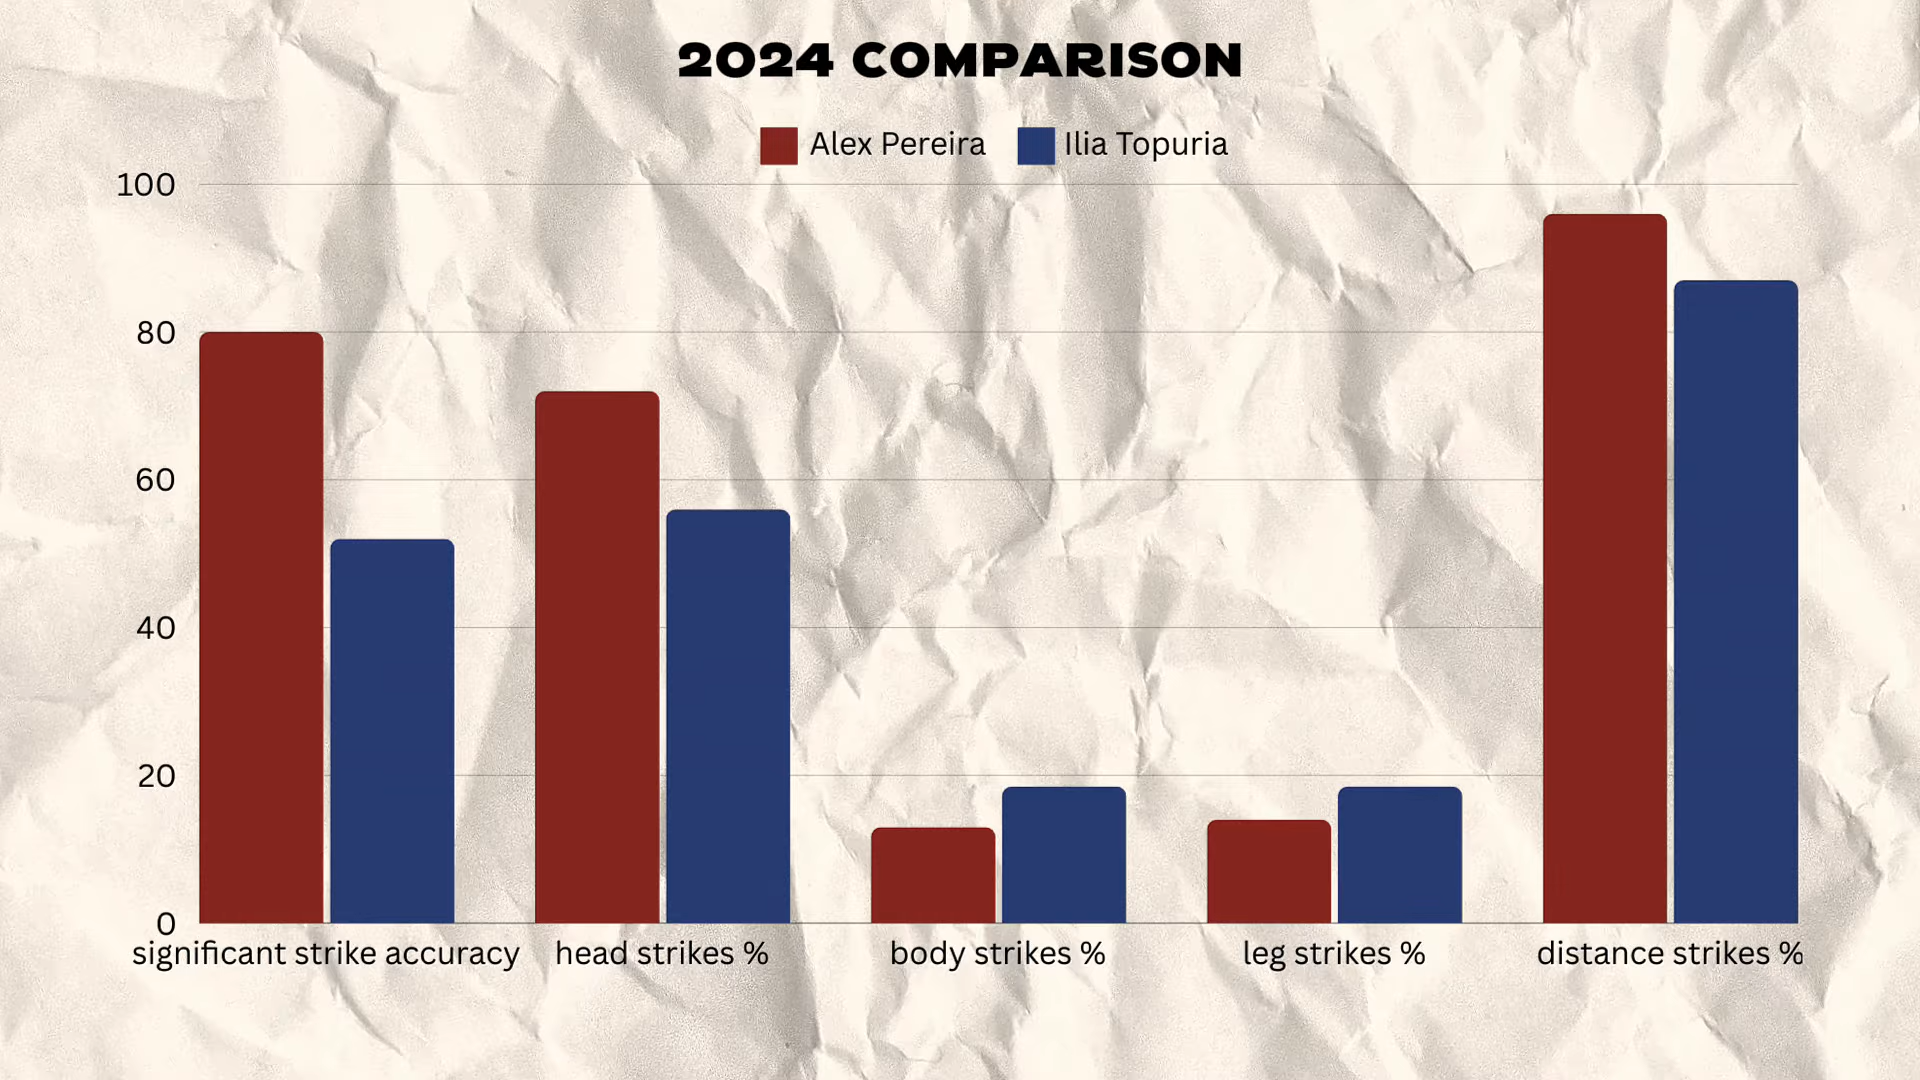 2024 COMPARISON
Alex Pereira Ilia Topuria
100
80
60
40
20
0
significant strike accuracy head strikes % body strikes % leg strikes % distance strikes %